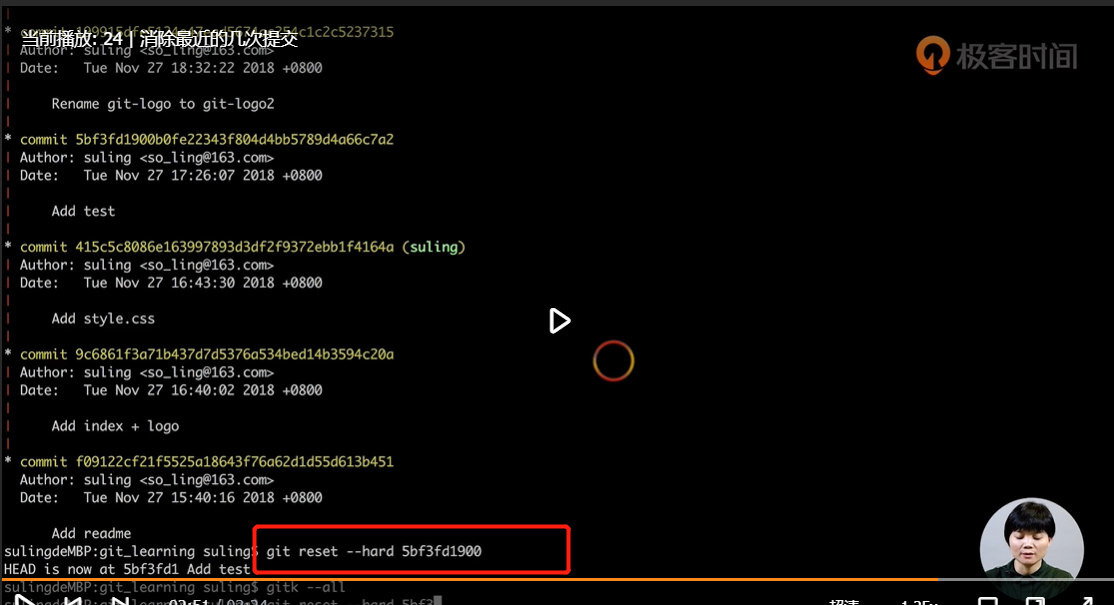 当前播放: 24 | 消除最近的几次提交
极客时间
Author: suling <so_ling@163.com>
Date:   Tue Nov 27 18:32:22 2018 +0800
Rename git-logo to git-logo2
* commit 5bf3fd1900b0fe22343f804d4bb5789d4a66c7a2
Author: suling <so_ling@163.com>
Date:   Tue Nov 27 17:26:07 2018 +0800
Add test
* commit 415c5c8086e163997893d3df2f9372ebb1f4164a (suling)
Author: suling <so_ling@163.com>
Date:   Tue Nov 27 16:43:30 2018 +0800
Add style.css
* commit 9c6861f3a71b437d7d5376a534bed14b3594c20a
Author: suling <so_ling@163.com>
Date:   Tue Nov 27 16:40:02 2018 +0800
Add index + logo
* commit f09122cf21f5525a18643f76a62d1d55d613b451
Author: suling <so_ling@163.com>
Date:   Tue Nov 27 15:40:16 2018 +0800
Add readme
sulingdeMBP:git_learning suling$ git reset --hard 5bf3fd1900
HEAD is now at 5bf3fd1 Add test
sulingdeMBP:git_learning suling$ gitk --all